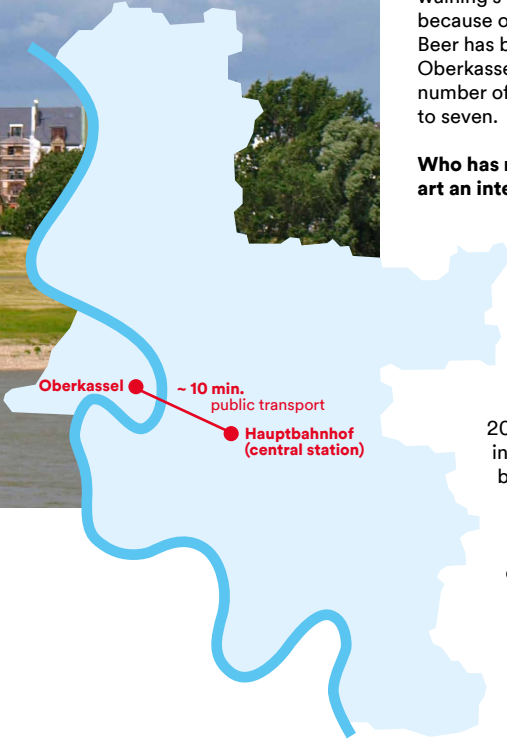 because o
Beer has b
Oberkasse
number of
to seven.
Who has
art an inte
Oberkassel
~ 10 min.
public transport
Hauptbahnhof
(central station)
20
in
b